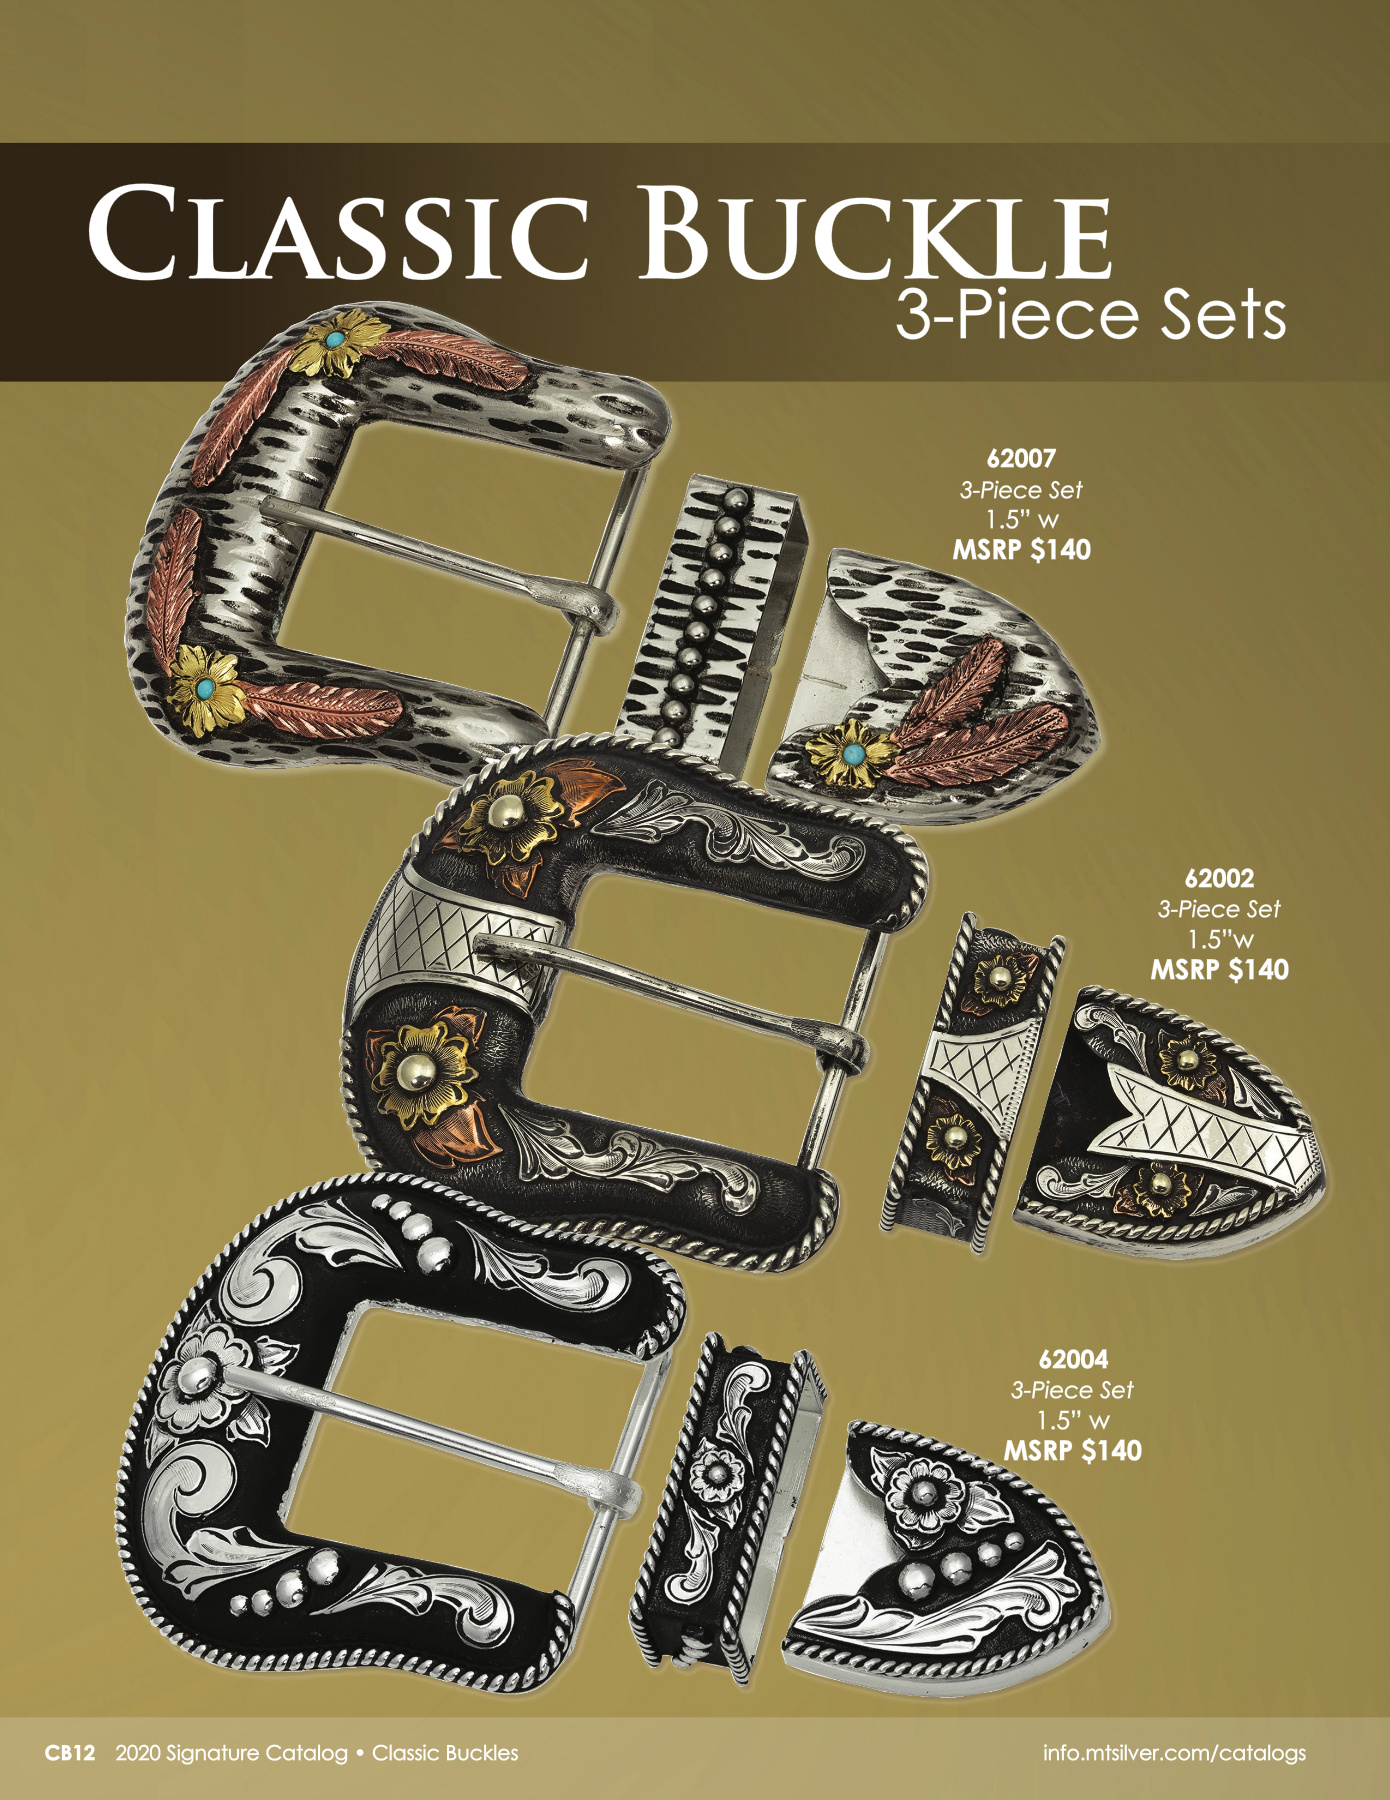 CLASSIC BUCKLE
3-Piece Sets
62007
3-Piece Set
1.5” w
MSRP $140
62002
3-Piece Set
1.5”w
MSRP $140
62004
3-Piece Set
1.5” w
MSRP $140
CB12 2020 Signature Catalog • Classic Buckles
info.mtsilver.com/catalogs